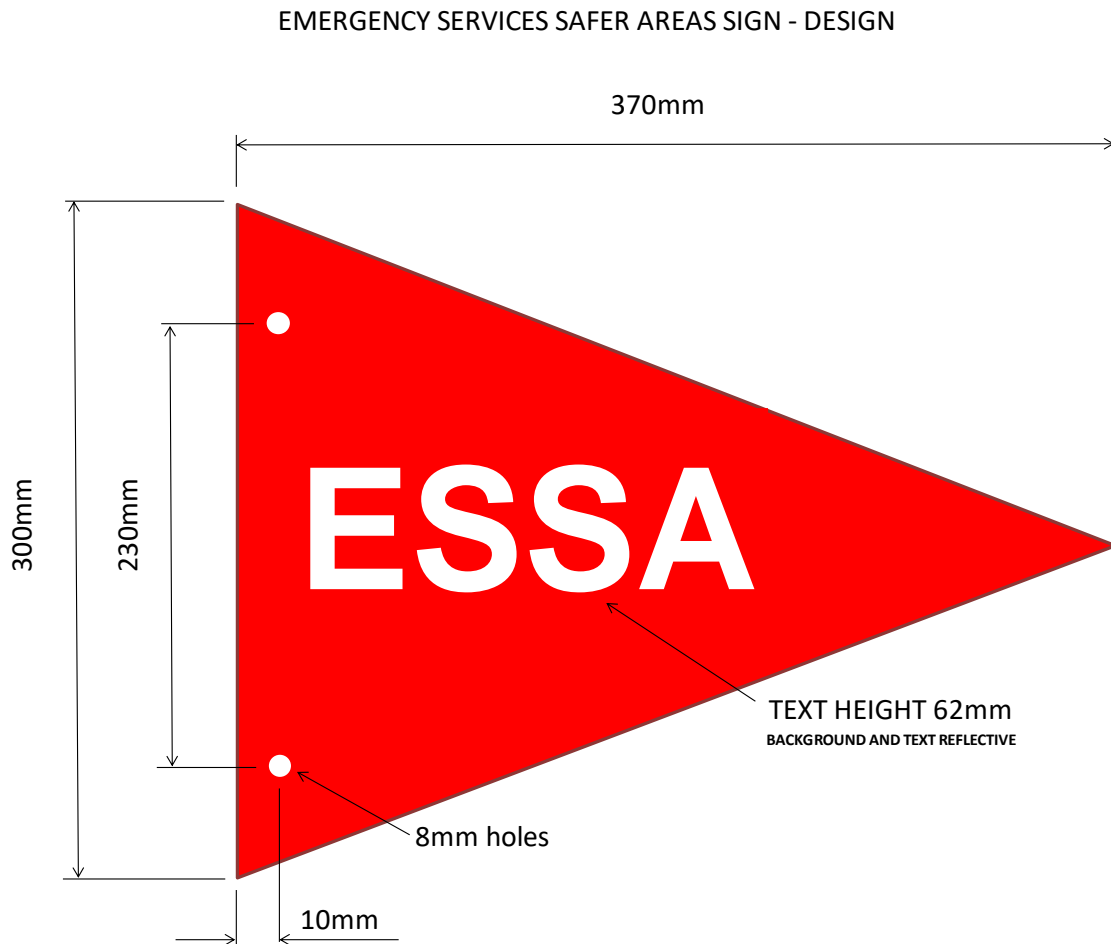 EMERGENCY SERVICES SAFER AREAS SIGN - DESIGN
370mm
300mm
230mm
ESSA
TEXT HEIGHT 62mm
BACKGROUND AND TEXT REFLECTIVE
8mm holes
10mm